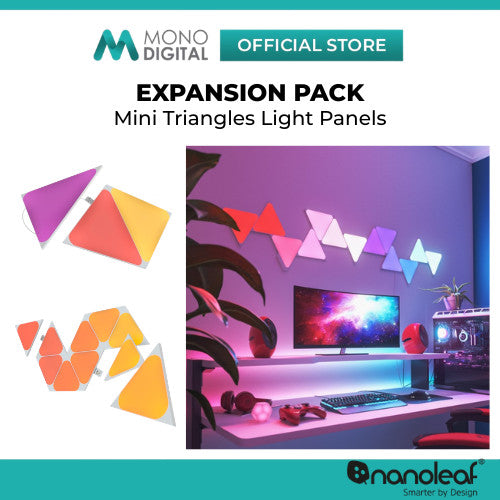 MONO
DIGITAL
OFFICIAL STORE
EXPANSION PACK
Mini Triangles Light Panels
nanoleaf®
Smarter by Design